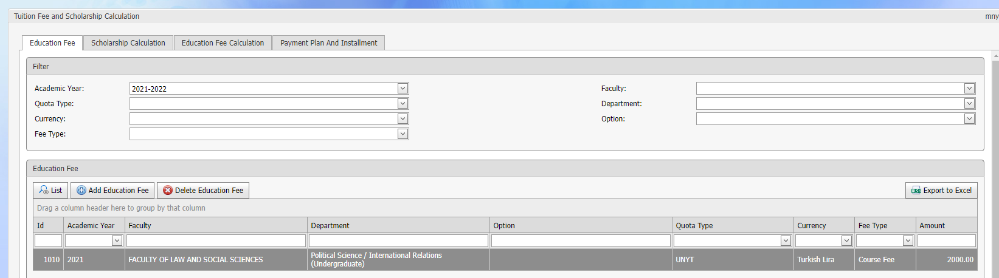 Tuition Fee and Scholarship Calculation
mny
Education Fee
Scholarship Calculation
Education Fee Calculation
Payment Plan And Installment
Filter
Academic Year:
2021-2022
Faculty:
Quota Type:
Department:
Currency:
Option:
Fee Type:
Education Fee
List
Add Education Fee
Delete Education Fee
XLSX
Export to Excel
Drag a column header here to group by that column
Id
Academic Year
Faculty
Department
Option
Quota Type
Currency
Fee Type
Amount
1010
2021
FACULTY OF LAW AND SOCIAL SCIENCES
Political Science / International Relations
(Undergraduate)
UNYT
Turkish Lira
Course Fee
2000.00